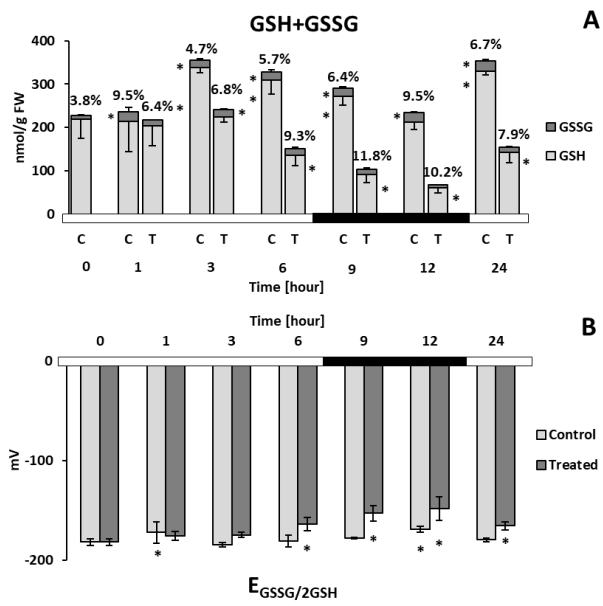 GSH+GSSG
A
400
300
200
100
0
nmol/g FW
3.8%
9.5%
6.4%
4.7%
6.8%
5.7%
9.3%
6.4%
11.8%
9.5%
10.2%
6.7%
7.9%
* * * * * * * * * * * * * *
GSSG
GSH
C C T C T C T C T C T C T
0 1 3 6 9 12 24
Time [hour]
Time [hour]
B
0 1 3 6 9 12 24
0
-100
-200
mV
Control
Treated
* * * * * *
E GSSG/2GSH